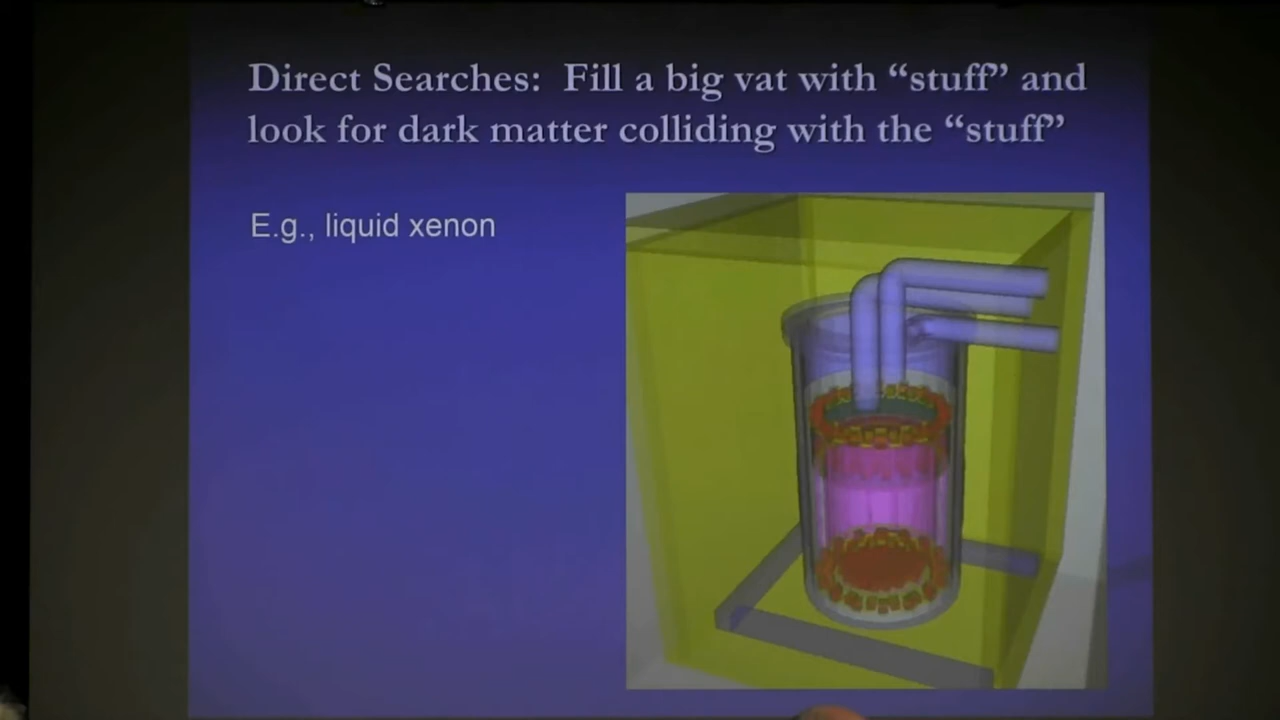 Direct Searches:  Fill a big vat with “stuff” and
look for dark matter colliding with the “stuff”
E.g., liquid xenon